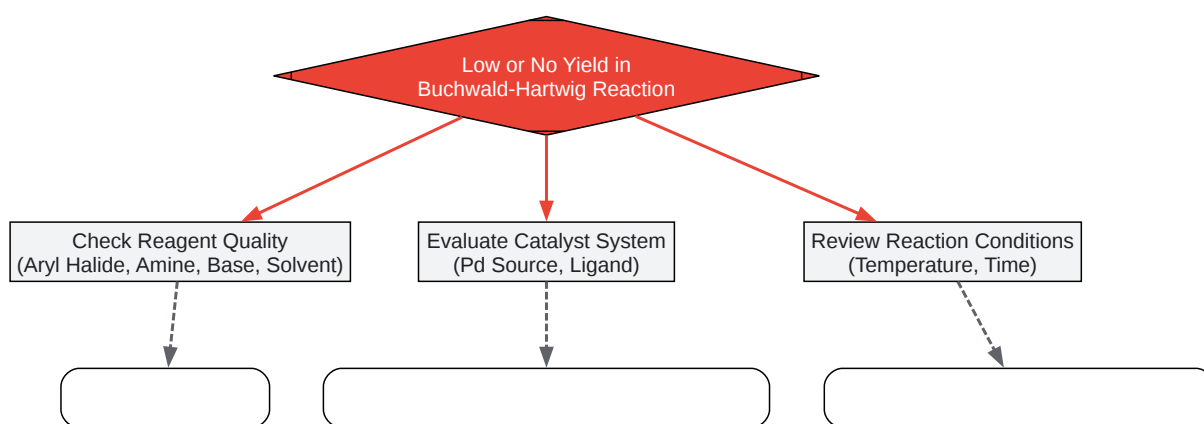 Low or No Yield in
Buchwald-Hartwig Reaction
Check Reagent Quality
(Aryl Halide, Amine, Base, Solvent)
Evaluate Catalyst System
(Pd Source, Ligand)
Review Reaction Conditions
(Temperature, Time)